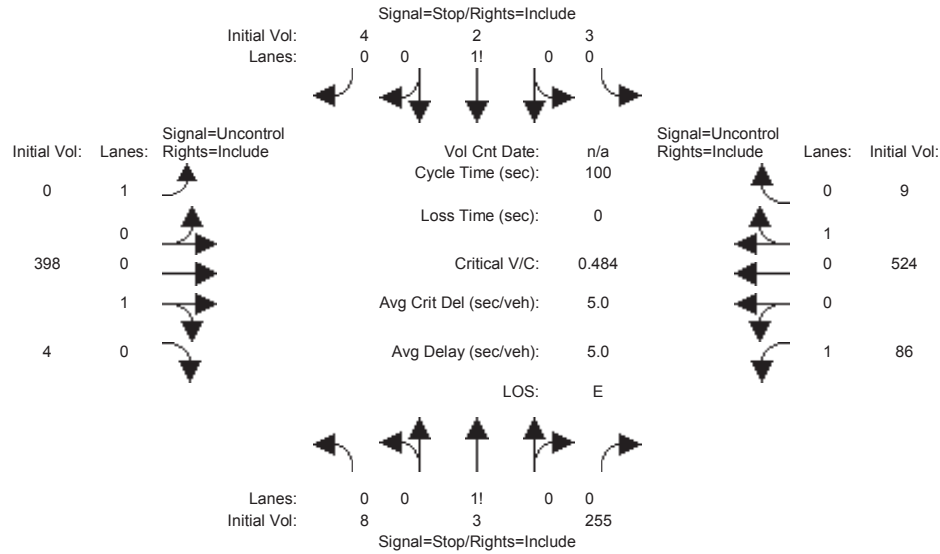 Signal=Stop/Rights=Include
Initial Vol: 4 2 3
Lanes: 0 0 1! 0 0
Signal=Uncontrol
Initial Vol: Lanes: Rights=Include
Vol Cnt Date: n/a
Signal=Uncontrol
Rights=Include Lanes: Initial Vol:
Cycle Time (sec): 100
0 1
0 9
Loss Time (sec): 0
0
1
398 0
Critical V/C: 0.484
0 524
1
Avg Crit Del (sec/veh): 5.0
0
4 0
Avg Delay (sec/veh): 5.0
1 86
LOS: E
Lanes: 0 0 1! 0 0
Initial Vol: 8 3 255
Signal=Stop/Rights=Include